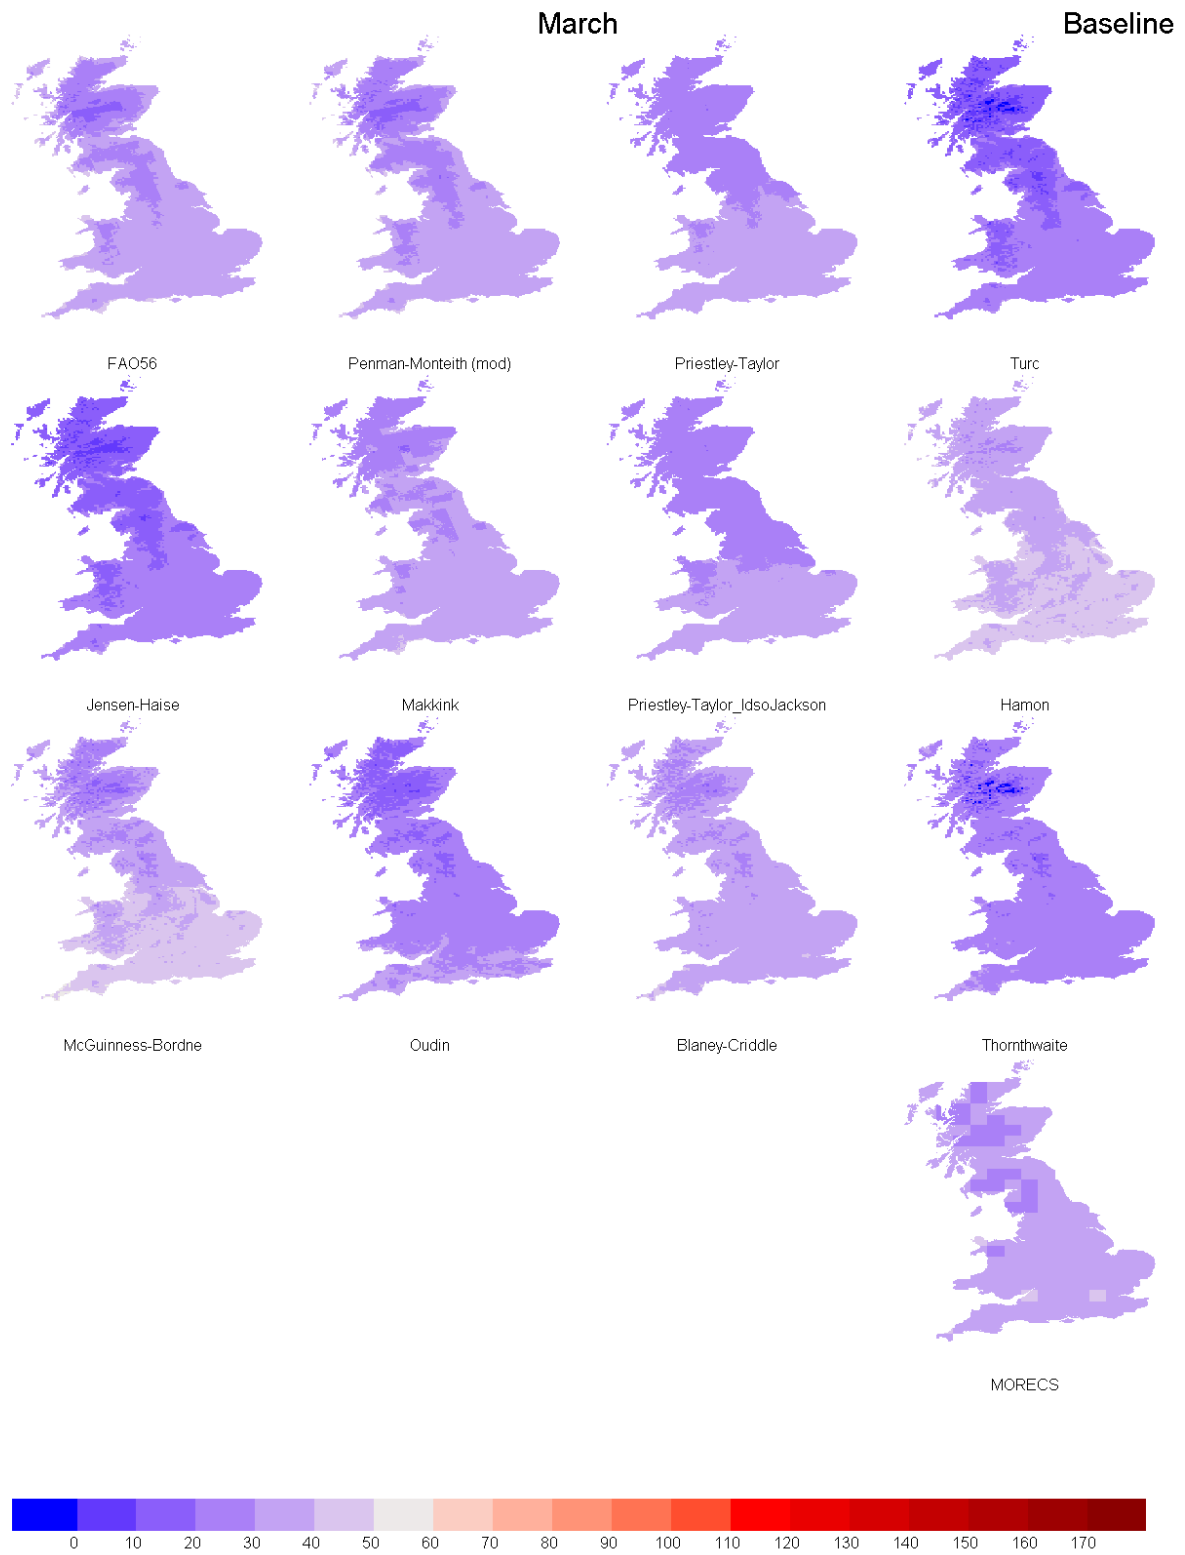 March Baseline
FAO56 Penman-Monteith (mod) Priestley-Taylor Turc
Jensen-Haise Makkink Priestley-Taylor_IdsoJackson Hamon
McGuinness-Bordne Oudin Blaney-Criddle Thornthwaite
MORECS
0 10 20 30 40 50 60 70 80 90 100 110 120 130 140 150 160 170